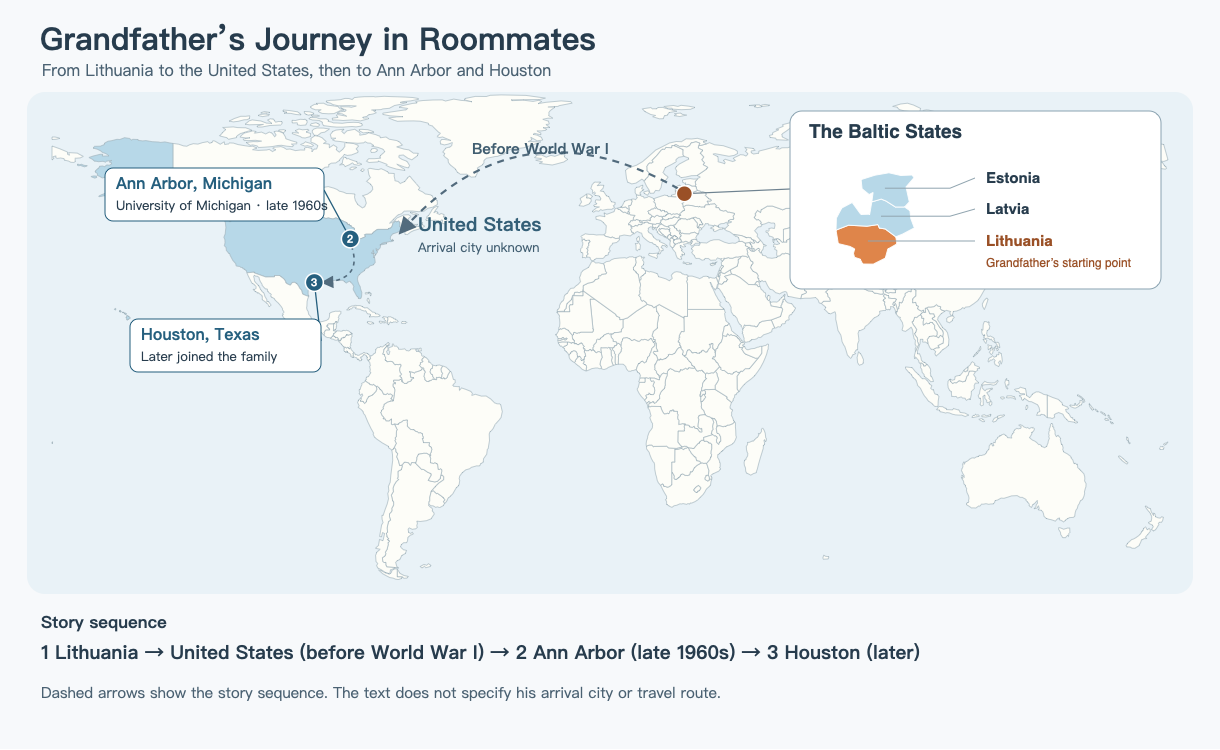 Grandfather’s Journey in Roommates
From Lithuania to the United States, then to Ann Arbor and Houston
Before World War I
The Baltic States
Estonia
Latvia
Lithuania
Grandfather’s starting point
Ann Arbor, Michigan
University of Michigan · late 1960s
United States
Arrival city unknown
2
3
Houston, Texas
Later joined the family
Story sequence
1 Lithuania → United States (before World War I) → 2 Ann Arbor (late 1960s) → 3 Houston (later)
Dashed arrows show the story sequence. The text does not specify his arrival city or travel route.